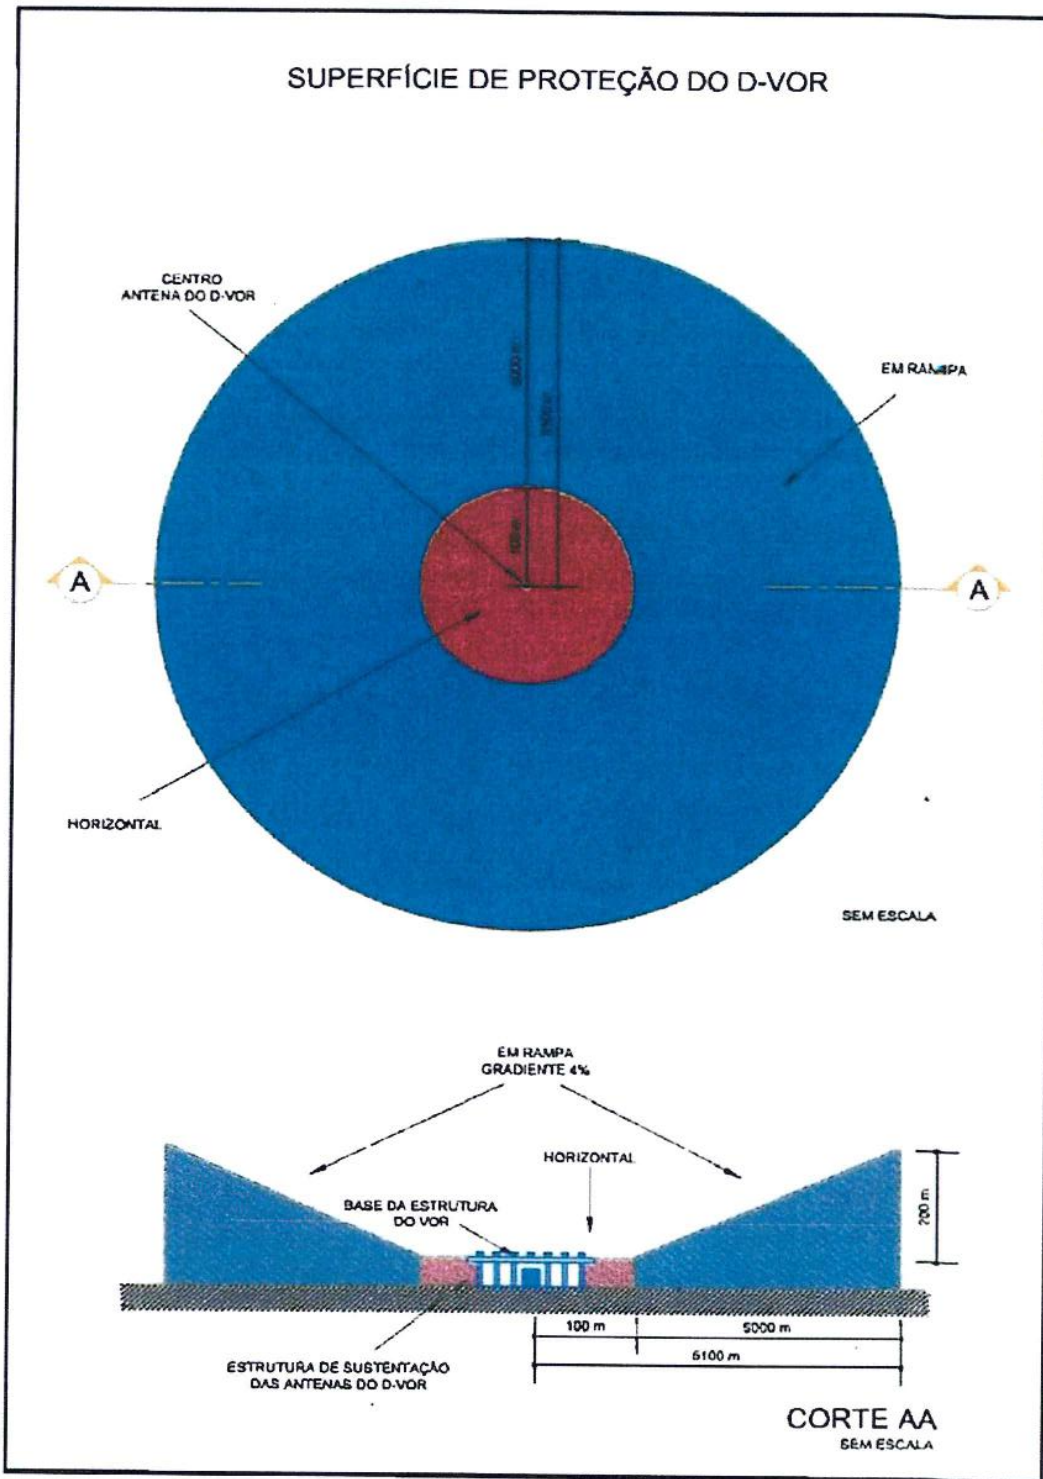 SUPERFÍCIE DE PROTEÇÃO DO D-VOR
CENTRO
ANTENA DO D-VOR
5000 m
EM RAMPA
100 m
A
A
HORIZONTAL
SEM ESCALA
EM RAMPA
GRADIENTE 4%
HORIZONTAL
BASE DA ESTRUTURA
DO VOR
200 m
100 m
5000 m
5100 m
ESTRUTURA DE SUSTENTAÇÃO
DAS ANTENAS DO D-VOR
CORTE AA
SEM ESCALA